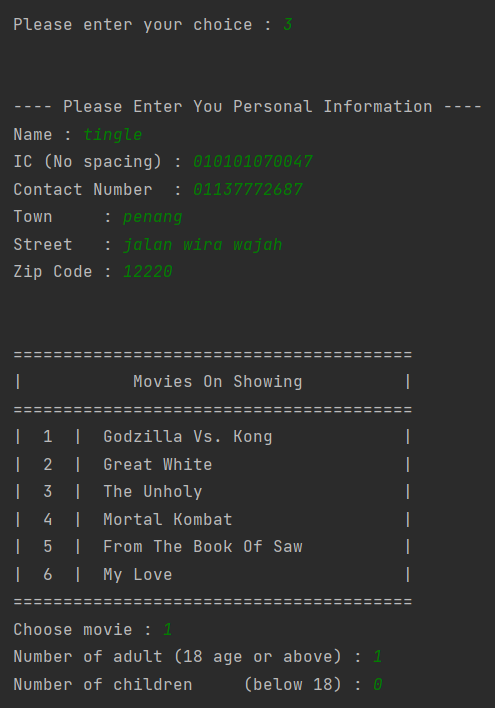 Please enter your choice : 3
---- Please Enter You Personal Information ----
Name : tingle
IC (No spacing) : 010101070047
Contact Number  : 01137772687
Town     : penang
Street   : jalan wira wajah
Zip Code : 12220
========================================
|           Movies On Showing          |
========================================
|  1  |  Godzilla Vs. Kong             |
|  2  |  Great White                   |
|  3  |  The Unholy                    |
|  4  |  Mortal Kombat                 |
|  5  |  From The Book Of Saw          |
|  6  |  My Love                       |
========================================
Choose movie : 1
Number of adult (18 age or above) : 1
Number of children     (below 18) : 0